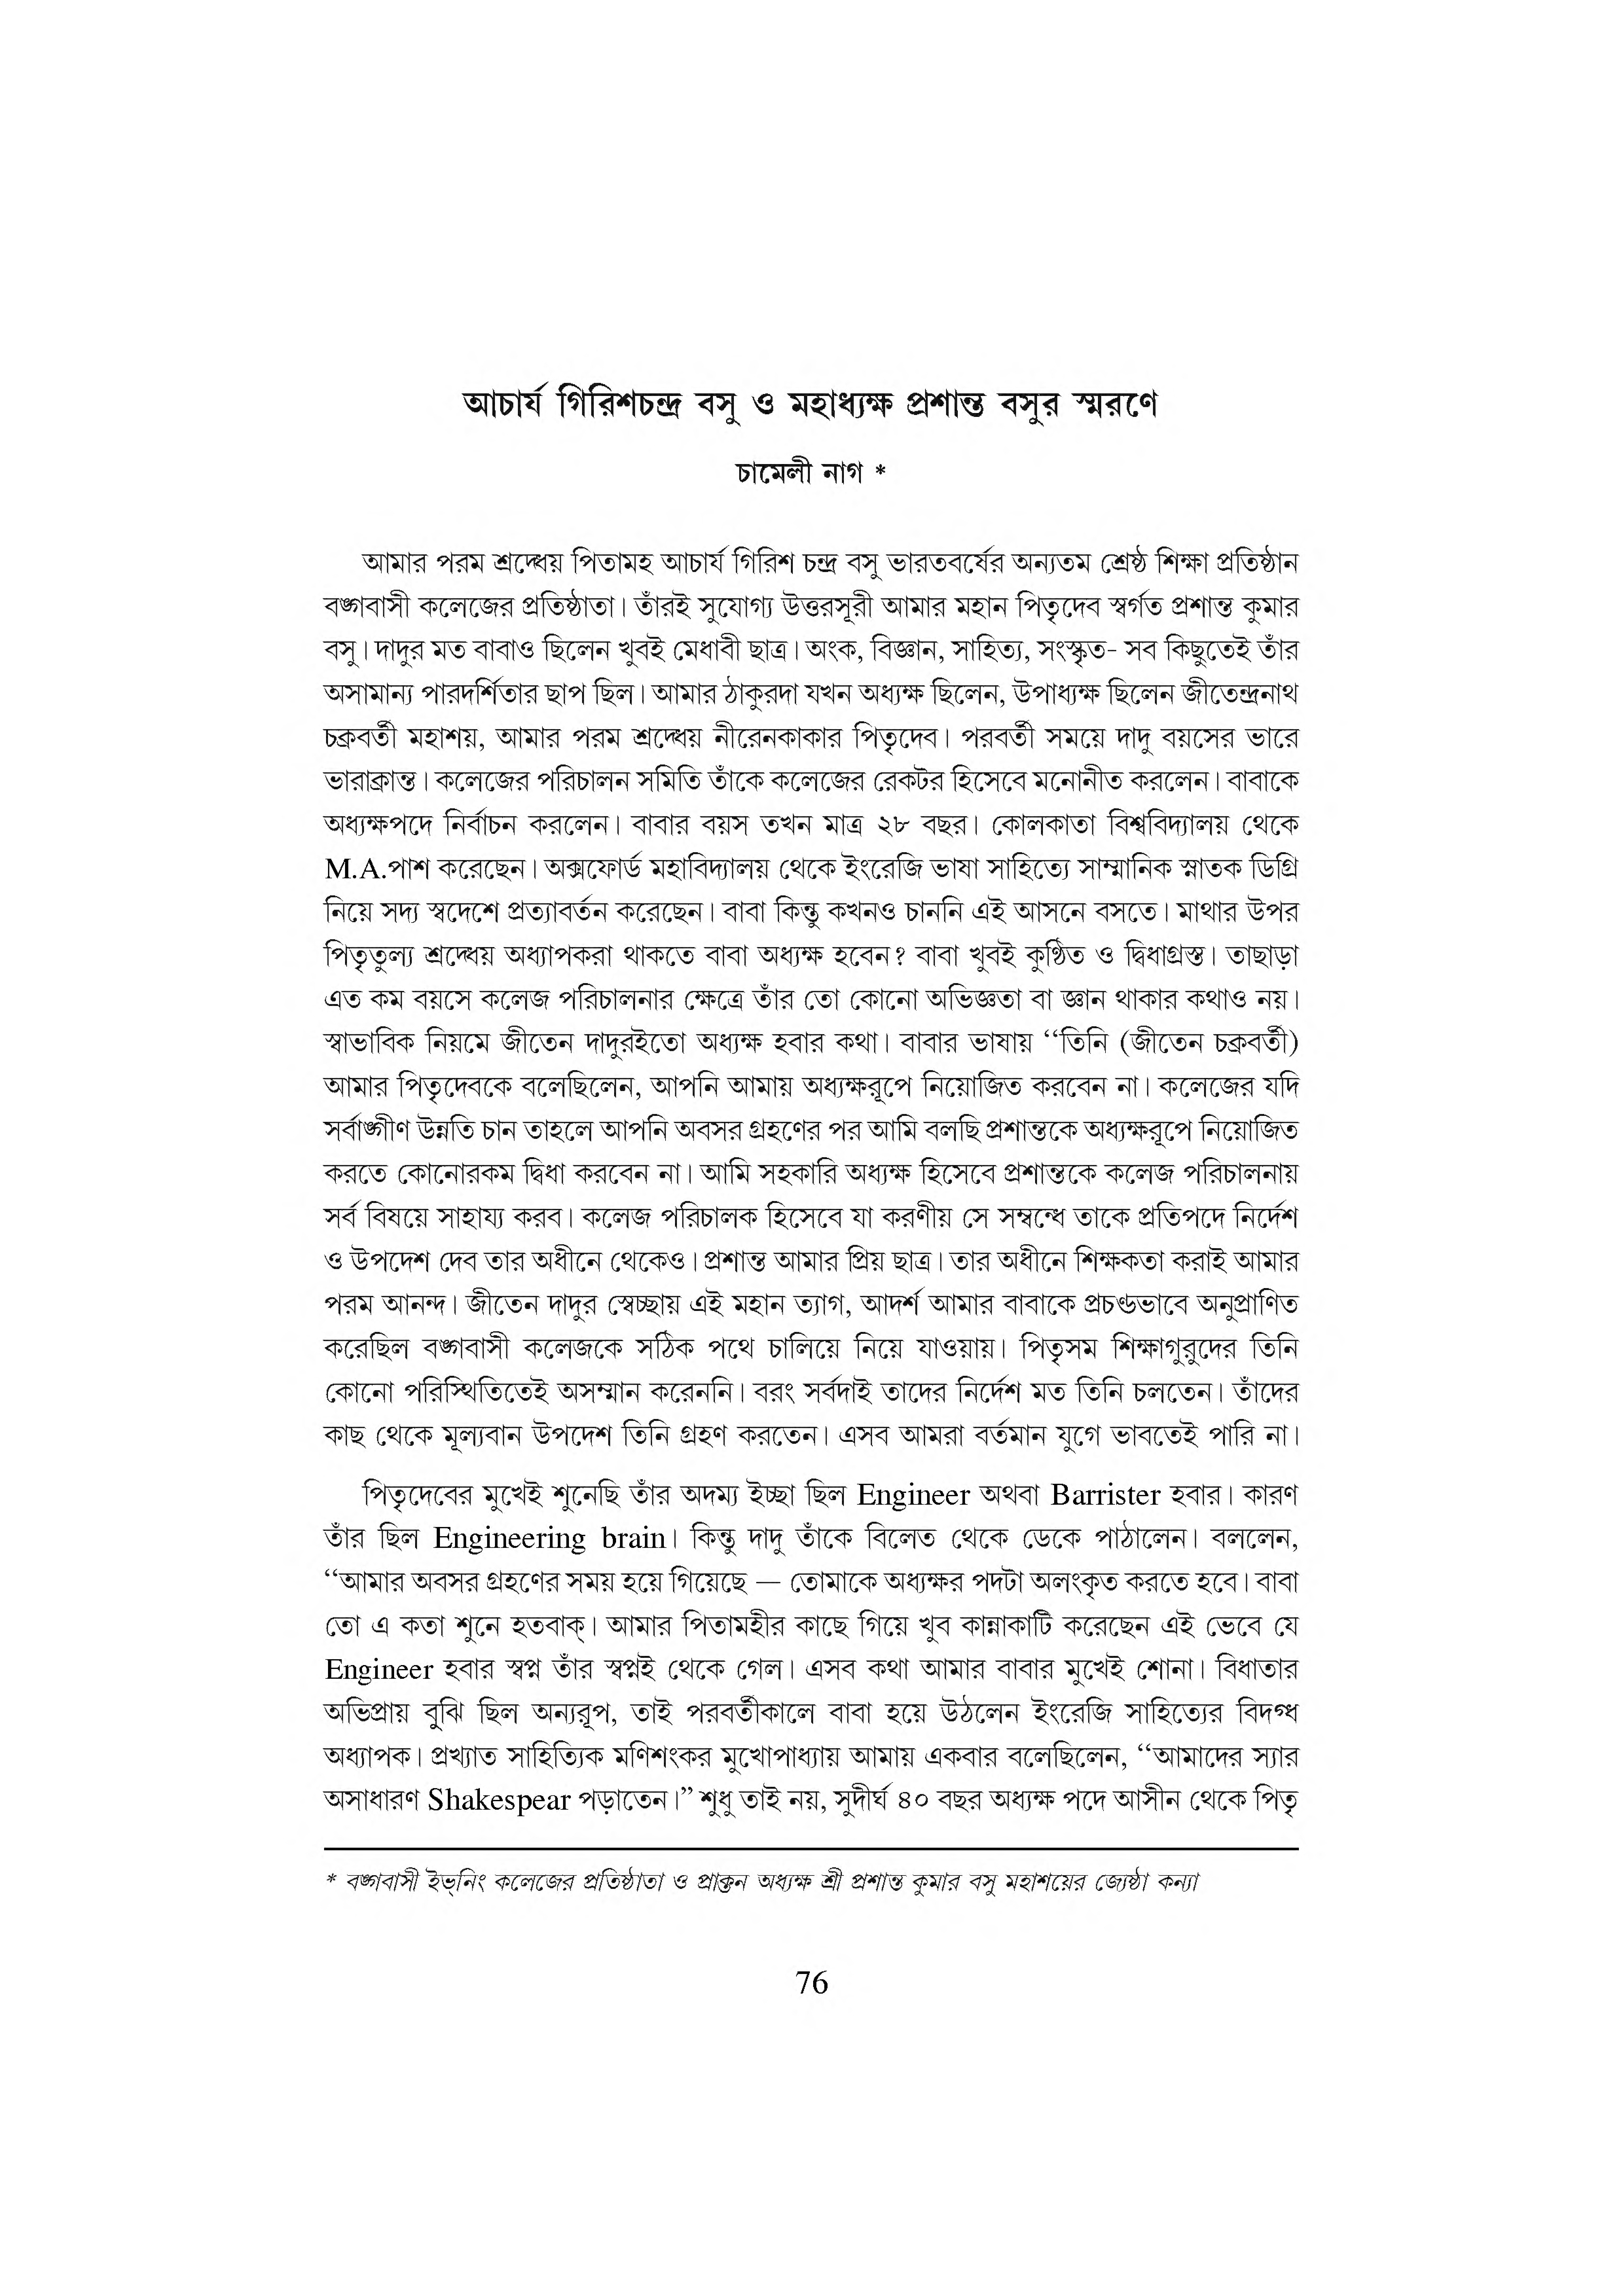 আচার্য গিরিশচন্দ্র বসু ও মহাধ্যক্ষ প্রশান্ত বসুর স্মরণে
চামেলী নাগ *
আমার পরম শ্রদ্ধেয় পিতামহ আচার্য গিরিশ চন্দ্র বসু ভারতবর্ষের অন্যতম শ্রেষ্ঠ শিক্ষা প্রতিষ্ঠান
বঙ্গবাসী কলেজের প্রতিষ্ঠাতা। তাঁরই সুযোগ্য উত্তরসূরী আমার মহান পিতৃদেব স্বর্গত প্রশান্ত কুমার
বসু। দাদুর মত বাবাও ছিলেন খুবই মেধাবী ছাত্র। অংক, বিজ্ঞান, সাহিত্য, সংস্কৃত- সব কিছুতেই তাঁর
অসামান্য পারদর্শিতার ছাপ ছিল। আমার ঠাকুরদা যখন অধ্যক্ষ ছিলেন, উপাধ্যক্ষ ছিলেন জীতেন্দ্রনাথ
চক্রবর্তী মহাশয়, আমার পরম শ্রদ্ধেয় নীরেনকাকার পিতৃদেব। পরবর্তী সময়ে দাদু বয়সের ভারে
ভারাক্রান্ত। কলেজের পরিচালন সমিতি তাঁকে কলেজের রেকটর হিসেবে মনোনীত করলেন। বাবাকে
অধ্যক্ষপদে নির্বাচন করলেন। বাবার বয়স তখন মাত্র ২৮ বছর। কোলকাতা বিশ্ববিদ্যালয় থেকে
M.A.পাশ করেছেন। অক্সফোর্ড মহাবিদ্যালয় থেকে ইংরেজি ভাষা সাহিত্যে সাম্মানিক স্নাতক ডিগ্রি
নিয়ে সদ্য স্বদেশে প্রত্যাবর্তন করেছেন। বাবা কিন্তু কখনও চাননি এই আসনে বসতে। মাথার উপর
পিতৃতুল্য শ্রদ্ধেয় অধ্যাপকরা থাকতে বাবা অধ্যক্ষ হবেন? বাবা খুবই কুণ্ঠিত ও দ্বিধাগ্রস্ত। তাছাড়া
এত কম বয়সে কলেজ পরিচালনার ক্ষেত্রে তাঁর তো কোনো অভিজ্ঞতা বা জ্ঞান থাকার কথাও নয়।
স্বাভাবিক নিয়মে জীতেন দাদুরইতো অধ্যক্ষ হবার কথা। বাবার ভাষায় “তিনি (জীতেন চক্রবর্তী)
আমার পিতৃদেবকে বলেছিলেন, আপনি আমায় অধ্যক্ষরূপে নিয়োজিত করবেন না। কলেজের যদি
সর্বাঙ্গীণ উন্নতি চান তাহলে আপনি অবসর গ্রহণের পর আমি বলছি প্রশান্তকে অধ্যক্ষরূপে নিয়োজিত
করতে কোনোরকম দ্বিধা করবেন না। আমি সহকারি অধ্যক্ষ হিসেবে প্রশান্তকে কলেজ পরিচালনায়
সর্ব বিষয়ে সাহায্য করব। কলেজ পরিচালক হিসেবে যা করণীয় সে সম্বন্ধে তাকে প্রতিপদে নির্দেশ
ও উপদেশ দেব তার অধীনে থেকেও। প্রশান্ত আমার প্রিয় ছাত্র। তার অধীনে শিক্ষকতা করাই আমার
পরম আনন্দ। জীতেন দাদুর স্বেচ্ছায় এই মহান ত্যাগ, আদর্শ আমার বাবাকে প্রচণ্ডভাবে অনুপ্রাণিত
করেছিল বঙ্গবাসী কলেজকে সঠিক পথে চালিয়ে নিয়ে যাওয়ায়। পিতৃসম শিক্ষাগুরুদের তিনি
কোনো পরিস্থিতিতেই অসম্মান করেননি। বরং সর্বদাই তাদের নির্দেশ মত তিনি চলতেন। তাঁদের
কাছ থেকে মূল্যবান উপদেশ তিনি গ্রহণ করতেন। এসব আমরা বর্তমান যুগে ভাবতেই পারি না।
পিতৃদেবের মুখেই শুনেছি তাঁর অদম্য ইচ্ছা ছিল Engineer অথবা Barrister হবার। কারণ
তাঁর ছিল Engineering brain। কিন্তু দাদু তাঁকে বিলেত থেকে ডেকে পাঠালেন। বললেন,
“আমার অবসর গ্রহণের সময় হয়ে গিয়েছে — তোমাকে অধ্যক্ষর পদটা অলংকৃত করতে হবে। বাবা
তো এ কতা শুনে হতবাক্। আমার পিতামহীর কাছে গিয়ে খুব কান্নাকাটি করেছেন এই ভেবে যে
Engineer হবার স্বপ্ন তাঁর স্বপ্নই থেকে গেল। এসব কথা আমার বাবার মুখেই শোনা। বিধাতার
অভিপ্রায় বুঝি ছিল অন্যরূপ, তাই পরবর্তীকালে বাবা হয়ে উঠলেন ইংরেজি সাহিত্যের বিদগ্ধ
অধ্যাপক। প্রখ্যাত সাহিত্যিক মণিশংকর মুখোপাধ্যায় আমায় একবার বলেছিলেন, “আমাদের স্যার
অসাধারণ Shakespear পড়াতেন।” শুধু তাই নয়, সুদীর্ঘ ৪০ বছর অধ্যক্ষ পদে আসীন থেকে পিতৃ
* বঙ্গবাসী ইভ্‌নিং কলেজের প্রতিষ্ঠাতা ও প্রাক্তন অধ্যক্ষ শ্রী প্রশান্ত কুমার বসু মহাশয়ের জ্যেষ্ঠা কন্যা
76